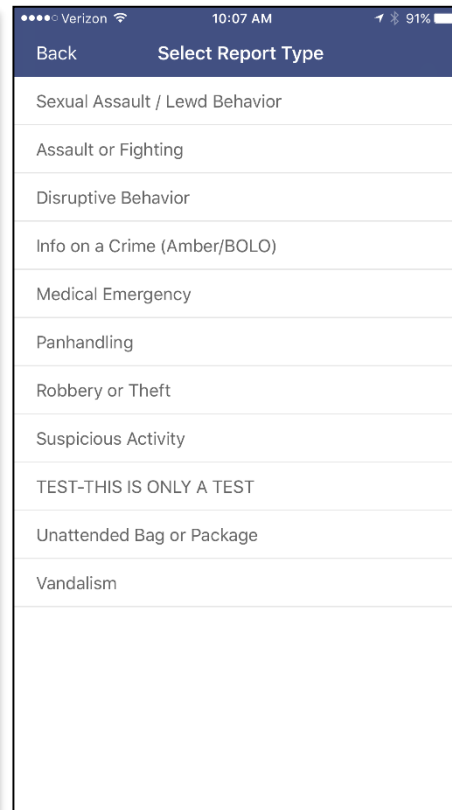 Verizon 10:07 AM 91%
Back Select Report Type
Sexual Assault / Lewd Behavior
Assault or Fighting
Disruptive Behavior
Info on a Crime (Amber/BOLO)
Medical Emergency
Panhandling
Robbery or Theft
Suspicious Activity
TEST-THIS IS ONLY A TEST
Unattended Bag or Package
Vandalism